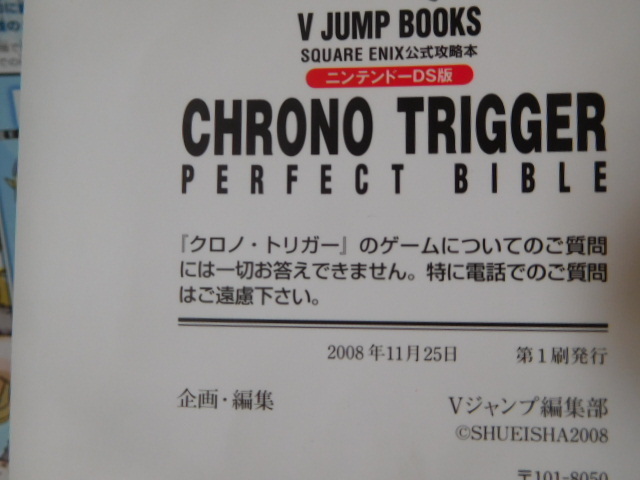 V JUMP BOOKS
SQUARE ENIX公式攻略本
ニンテンドーDS版
CHRONO TRIGGER
PERFECT BIBLE
『クロノ・トリガー』のゲームについてのご質問
には一切お答えできません。特に電話でのご質問
はご遠慮下さい。
2008年11月25日 第1刷発行
企画・編集 Vジャンプ編集部
©SHUEISHA2008
〒101-8050